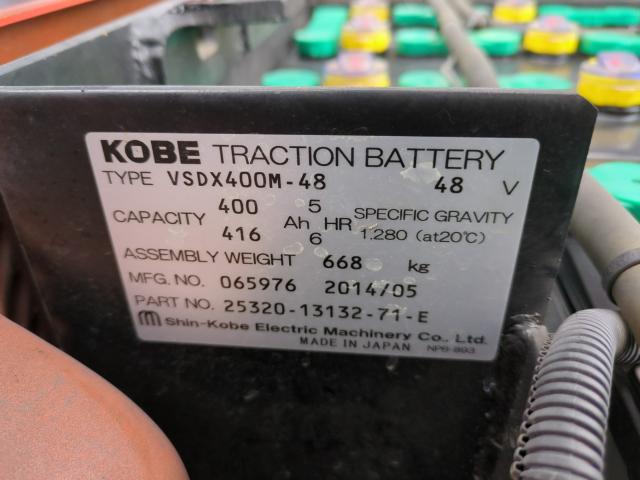 KOBE TRACTION BATTERY
TYPE VSDX400M-48 48 V
CAPACITY 400 Ah 5 HR SPECIFIC GRAVITY
416 6 1.280 (at20℃)
ASSEMBLY WEIGHT 668 kg
MFG. NO. 065976 2014/05
PART NO. 25320-13132-71-E
Shin-Kobe Electric Machinery Co., Ltd.
MADE IN JAPAN NP6-893